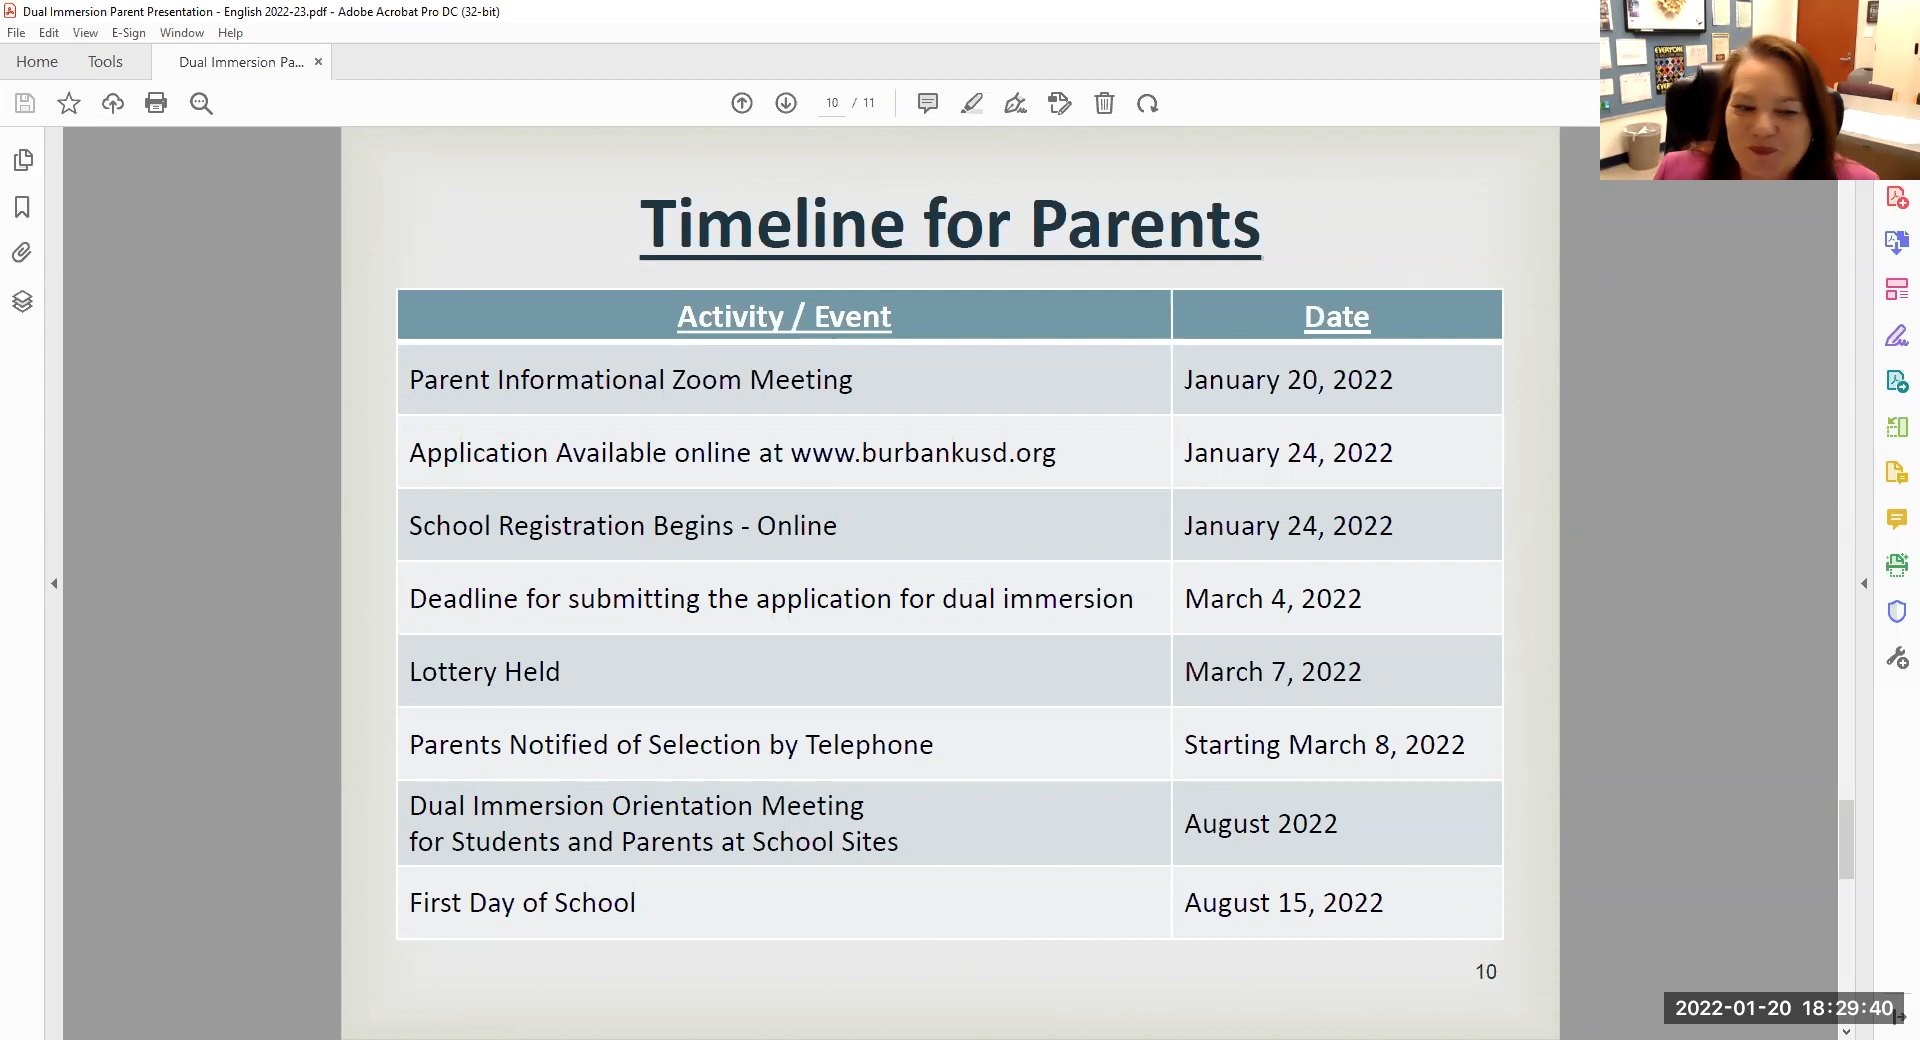 Dual Immersion Parent Presentation - English 2022-23.pdf - Adobe Acrobat Pro DC (32-bit)
File Edit View E-Sign Window Help
Home Tools Dual Immersion Pa... ×
10 / 11
EVERYONE
Timeline for Parents
Activity / Event Date
Parent Informational Zoom Meeting January 20, 2022
Application Available online at www.burbankusd.org January 24, 2022
School Registration Begins - Online January 24, 2022
Deadline for submitting the application for dual immersion March 4, 2022
Lottery Held March 7, 2022
Parents Notified of Selection by Telephone Starting March 8, 2022
Dual Immersion Orientation Meeting
for Students and Parents at School Sites August 2022
First Day of School August 15, 2022
10
2022-01-20 18:29:40